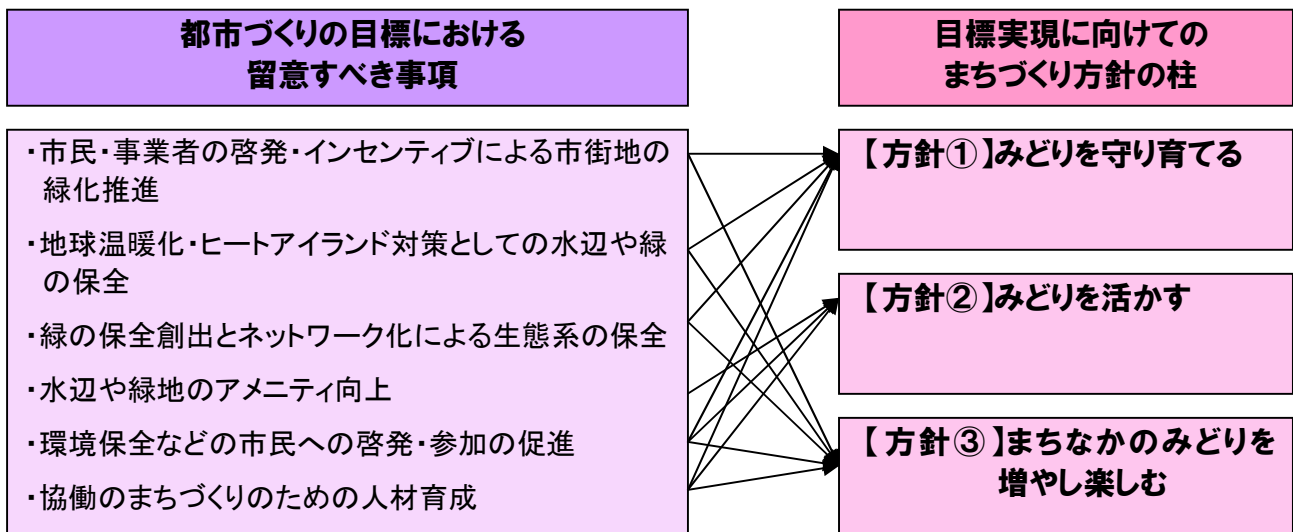 都市づくりの目標における
留意すべき事項
・市民・事業者の啓発・インセンティブによる市街地の
緑化推進
・地球温暖化・ヒートアイランド対策としての水辺や緑
の保全
・緑の保全創出とネットワーク化による生態系の保全
・水辺や緑地のアメニティ向上
・環境保全などの市民への啓発・参加の促進
・協働のまちづくりのための人材育成
目標実現に向けての
まちづくり方針の柱
【方針①】みどりを守り育てる
【方針②】みどりを活かす
【方針③】まちなかのみどりを
増やし楽しむ